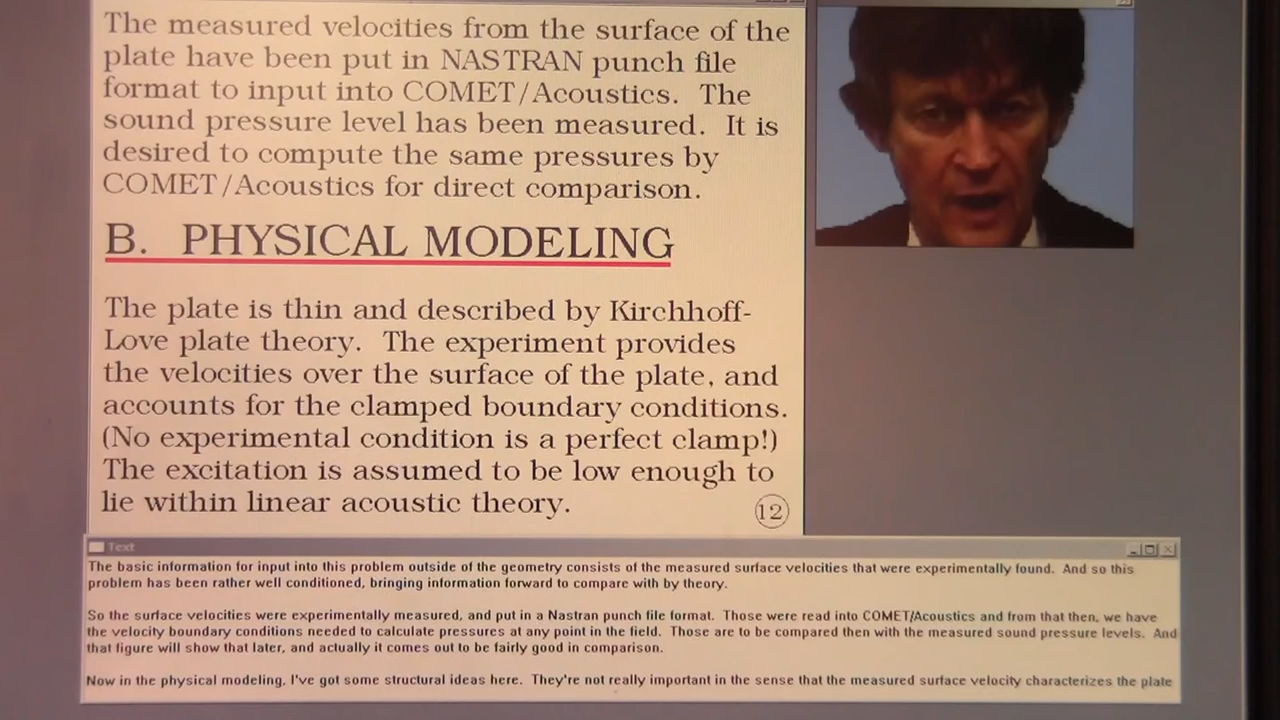 The measured velocities from the surface of the
plate have been put in NASTRAN punch file
format to input into COMET/Acoustics. The
sound pressure level has been measured. It is
desired to compute the same pressures by
COMET/Acoustics for direct comparison.
B. PHYSICAL MODELING
The plate is thin and described by Kirchhoff-
Love plate theory. The experiment provides
the velocities over the surface of the plate, and
accounts for the clamped boundary conditions.
(No experimental condition is a perfect clamp!)
The excitation is assumed to be low enough to
lie within linear acoustic theory.
12
Text
The basic information for input into this problem outside of the geometry consists of the measured surface velocities that were experimentally found. And so this
problem has been rather well conditioned, bringing information forward to compare with by theory.
So the surface velocities were experimentally measured, and put in a Nastran punch file format. Those were read into COMET/Acoustics and from that then, we have
the velocity boundary conditions needed to calculate pressures at any point in the field. Those are to be compared then with the measured sound pressure levels. And
that figure will show that later, and actually it comes out to be fairly good in comparison.
Now in the physical modeling, I've got some structural ideas here. They're not really important in the sense that the measured surface velocity characterizes the plate